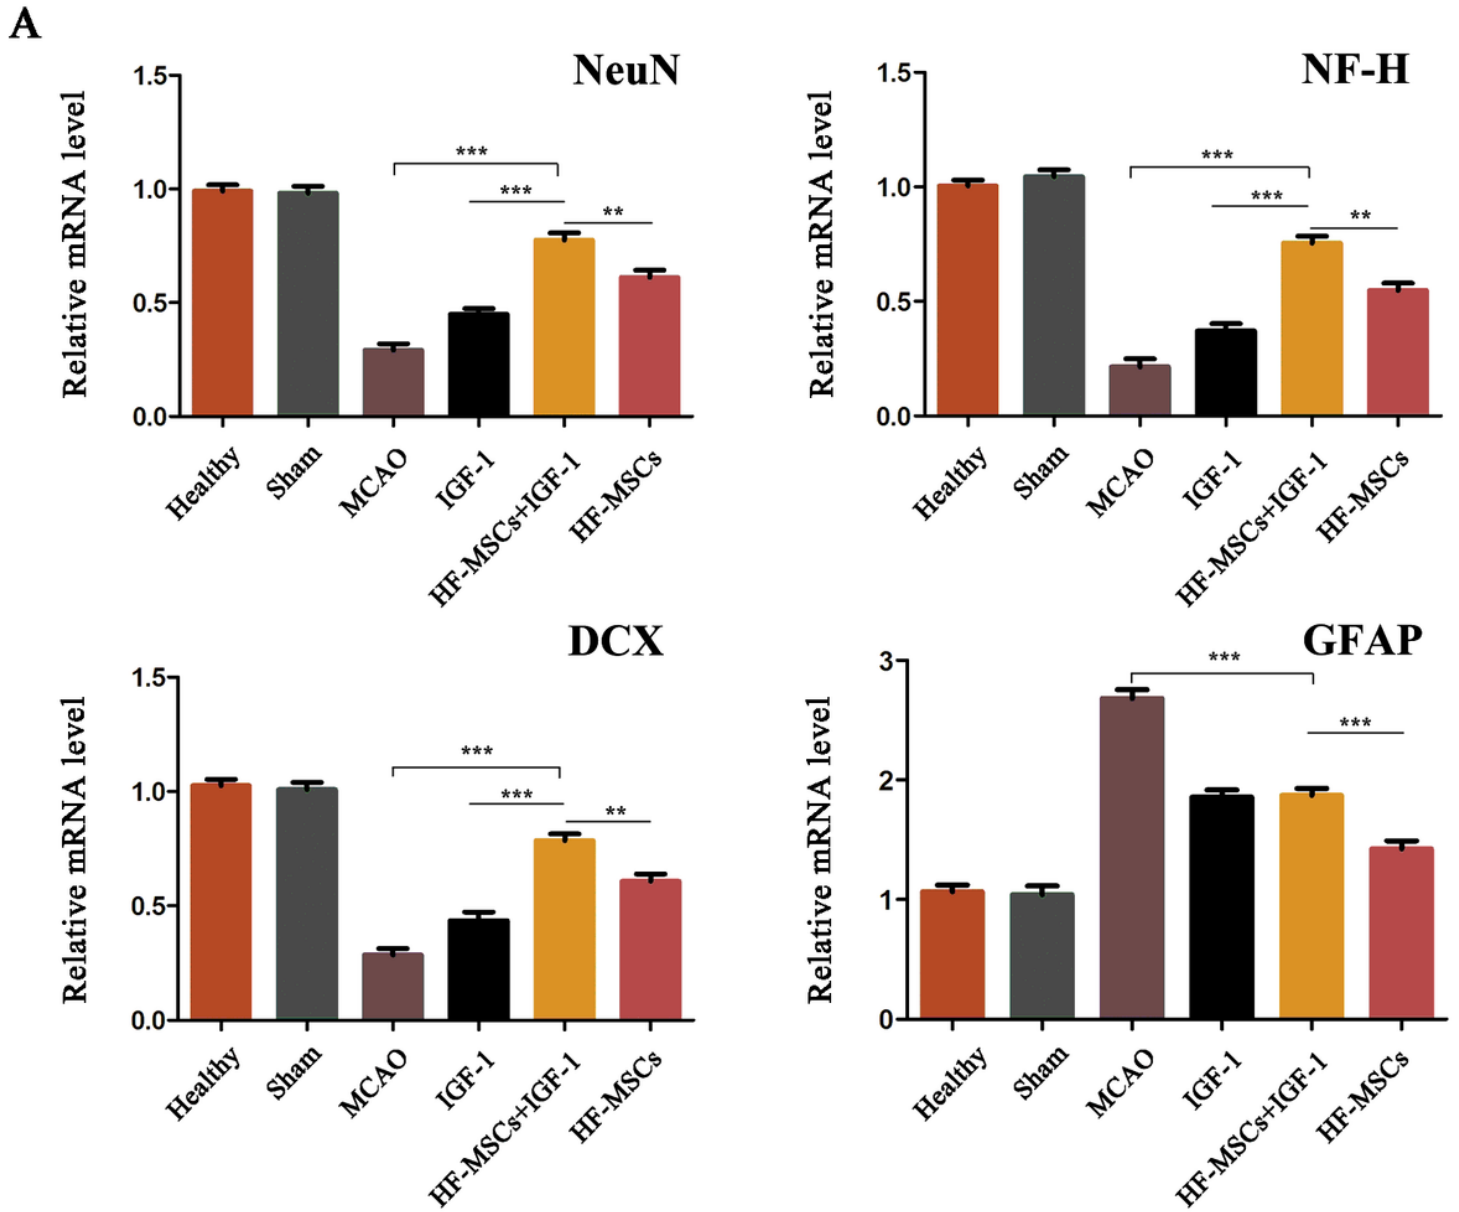 A
NeuN
Relative mRNA level
1.5
1.0
0.5
0.0
***
***
**
Healthy
Sham
MCAO
IGF-1
HF-MSCs+IGF-1
HF-MSCs
NF-H
Relative mRNA level
1.5
1.0
0.5
0.0
***
***
**
Healthy
Sham
MCAO
IGF-1
HF-MSCs+IGF-1
HF-MSCs
DCX
Relative mRNA level
1.5
1.0
0.5
0.0
***
***
**
Healthy
Sham
MCAO
IGF-1
HF-MSCs+IGF-1
HF-MSCs
GFAP
Relative mRNA level
3
2
1
0
***
***
Healthy
Sham
MCAO
IGF-1
HF-MSCs+IGF-1
HF-MSCs